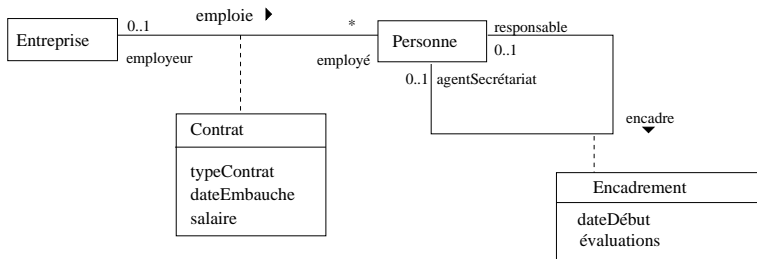 emploie
0..1
*
Entreprise
employeur
employé
Personne
responsable
0..1
0..1
agentSecrétariat
encadre
Contrat
typeContrat
dateEmbauche
salaire
Encadrement
dateDébut
évaluations